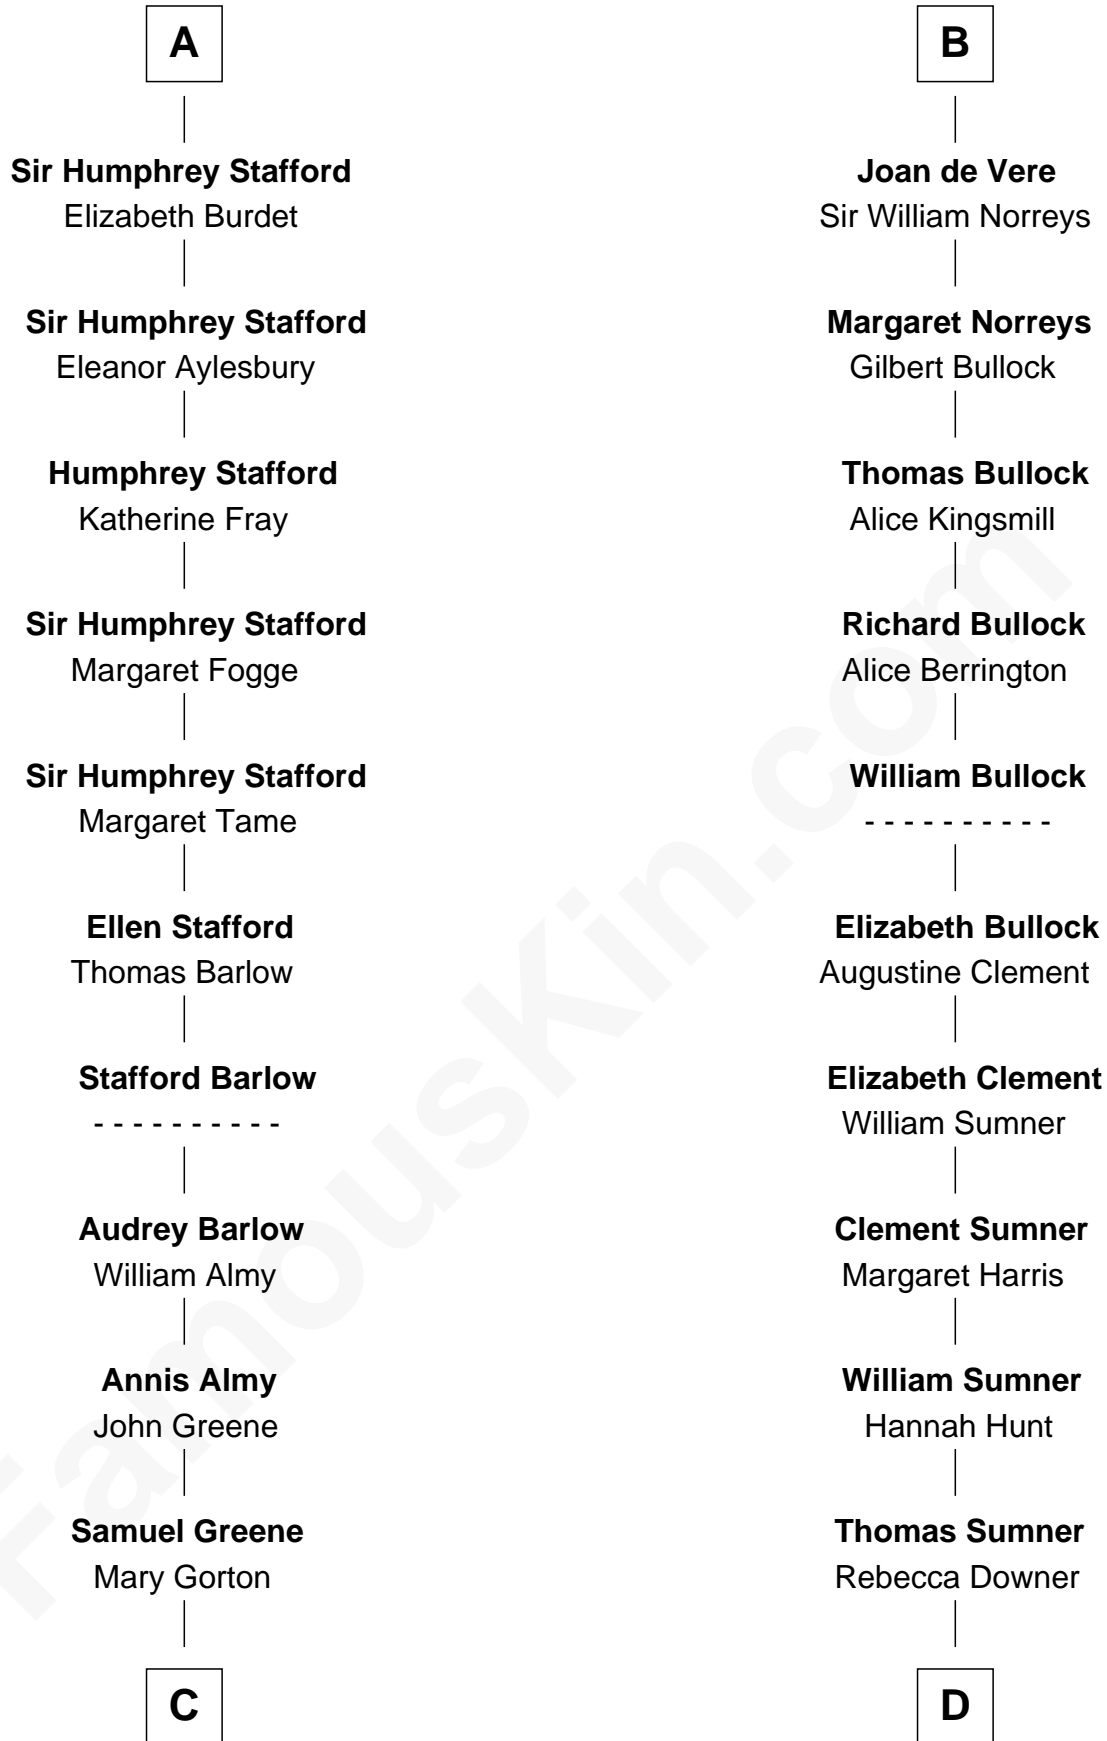 A
Sir Humphrey Stafford
Elizabeth Burdet
Sir Humphrey Stafford
Eleanor Aylesbury
Humphrey Stafford
Katherine Fray
Sir Humphrey Stafford
Margaret Fogge
Sir Humphrey Stafford
Margaret Tame
Ellen Stafford
Thomas Barlow
Stafford Barlow
- - - - - - - - - -
Audrey Barlow
William Almy
Annis Almy
John Greene
Samuel Greene
Mary Gorton
C
B
Joan de Vere
Sir William Norreys
Margaret Norreys
Gilbert Bullock
Thomas Bullock
Alice Kingsmill
Richard Bullock
Alice Berrington
William Bullock
- - - - - - - - - -
Elizabeth Bullock
Augustine Clement
Elizabeth Clement
William Sumner
Clement Sumner
Margaret Harris
William Sumner
Hannah Hunt
Thomas Sumner
Rebecca Downer
D
FamousKin.com